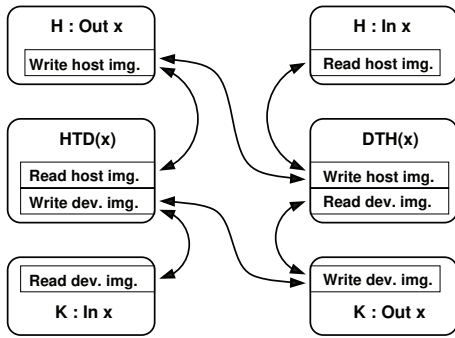 H : Out x
Write host img.
H : In x
Read host img.
HTD(x)
Read host img.
Write dev. img.
DTH(x)
Write host img.
Read dev. img.
Read dev. img.
K : In x
Write dev. img.
K : Out x